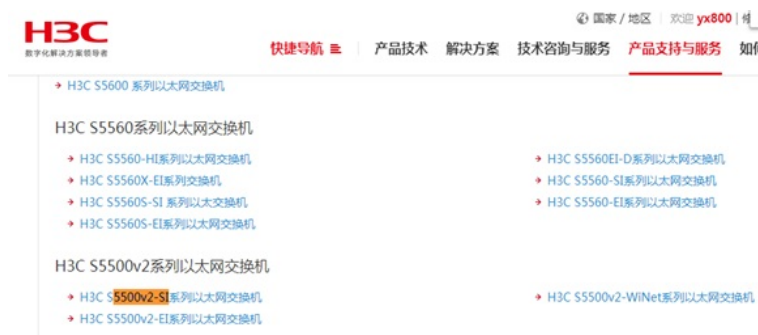 国家 / 地区 | 欢迎 yx800 |
H3C
数字化解决方案领导者
快捷导航 产品技术 解决方案 技术咨询与服务 产品支持与服务 如
H3C S5600 系列以太网交换机
H3C S5560系列以太网交换机
H3C S5560-HI系列以太网交换机 H3C S5560EI-D系列以太网交换机
H3C S5560X-EI系列交换机 H3C S5560-SI系列以太网交换机
H3C S5560S-SI 系列以太交换机 H3C S5560-EI系列以太网交换机
H3C S5560S-EI系列以太网交换机
H3C S5500v2系列以太网交换机
H3C S5500v2-SI系列以太网交换机 H3C S5500v2-WiNet系列以太网交换机
H3C S5500v2-EI系列以太网交换机